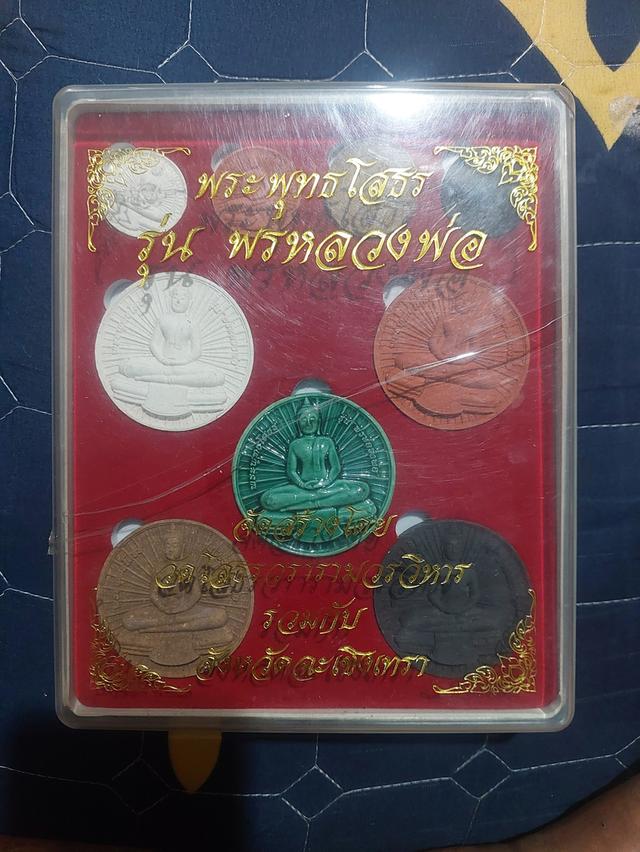 พระพุทธโสธร
รุ่น พรหลวงพ่อ
จัดสร้างโดย
วัดโสธรวรารามวรวิหาร
ร่วมกับ
จังหวัดฉะเชิงเทรา